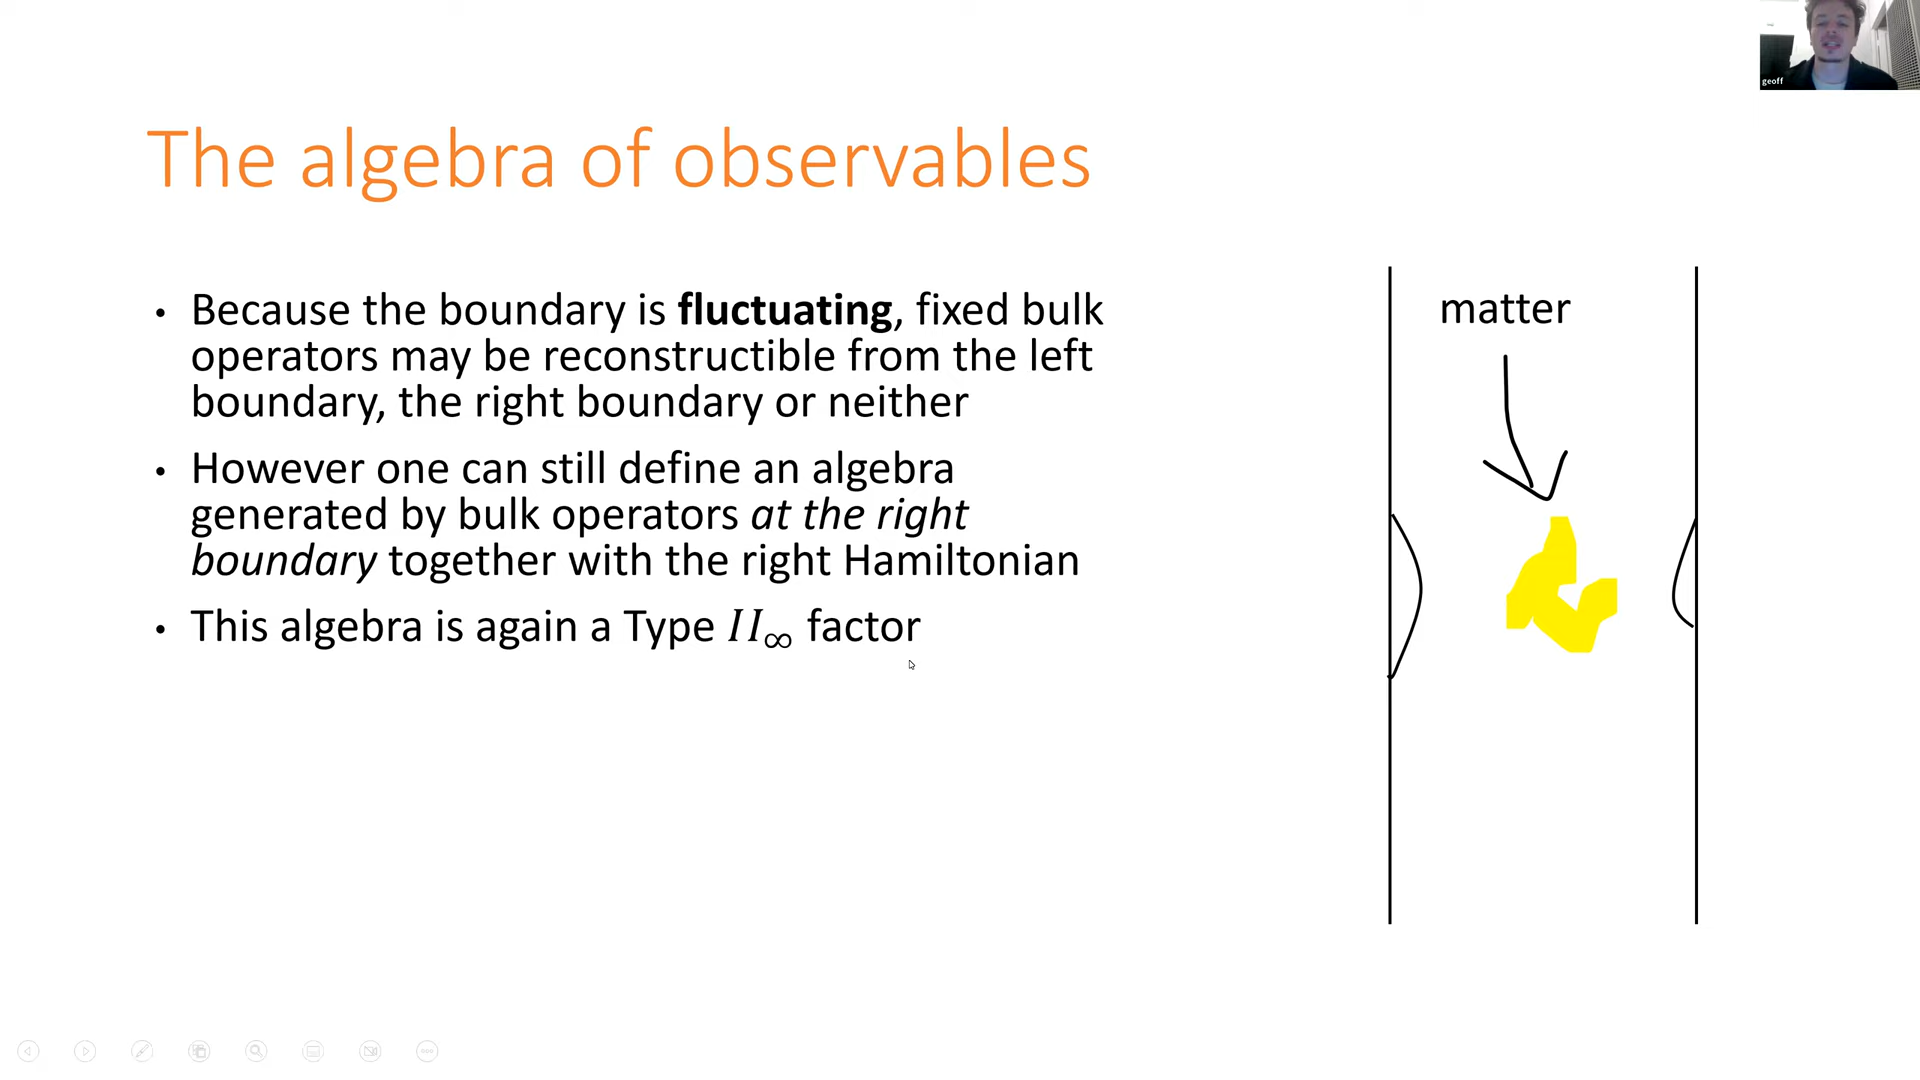 geoff
The algebra of observables
• Because the boundary is fluctuating, fixed bulk
operators may be reconstructible from the left
boundary, the right boundary or neither
• However one can still define an algebra
generated by bulk operators at the right
boundary together with the right Hamiltonian
• This algebra is again a Type II∞ factor
matter